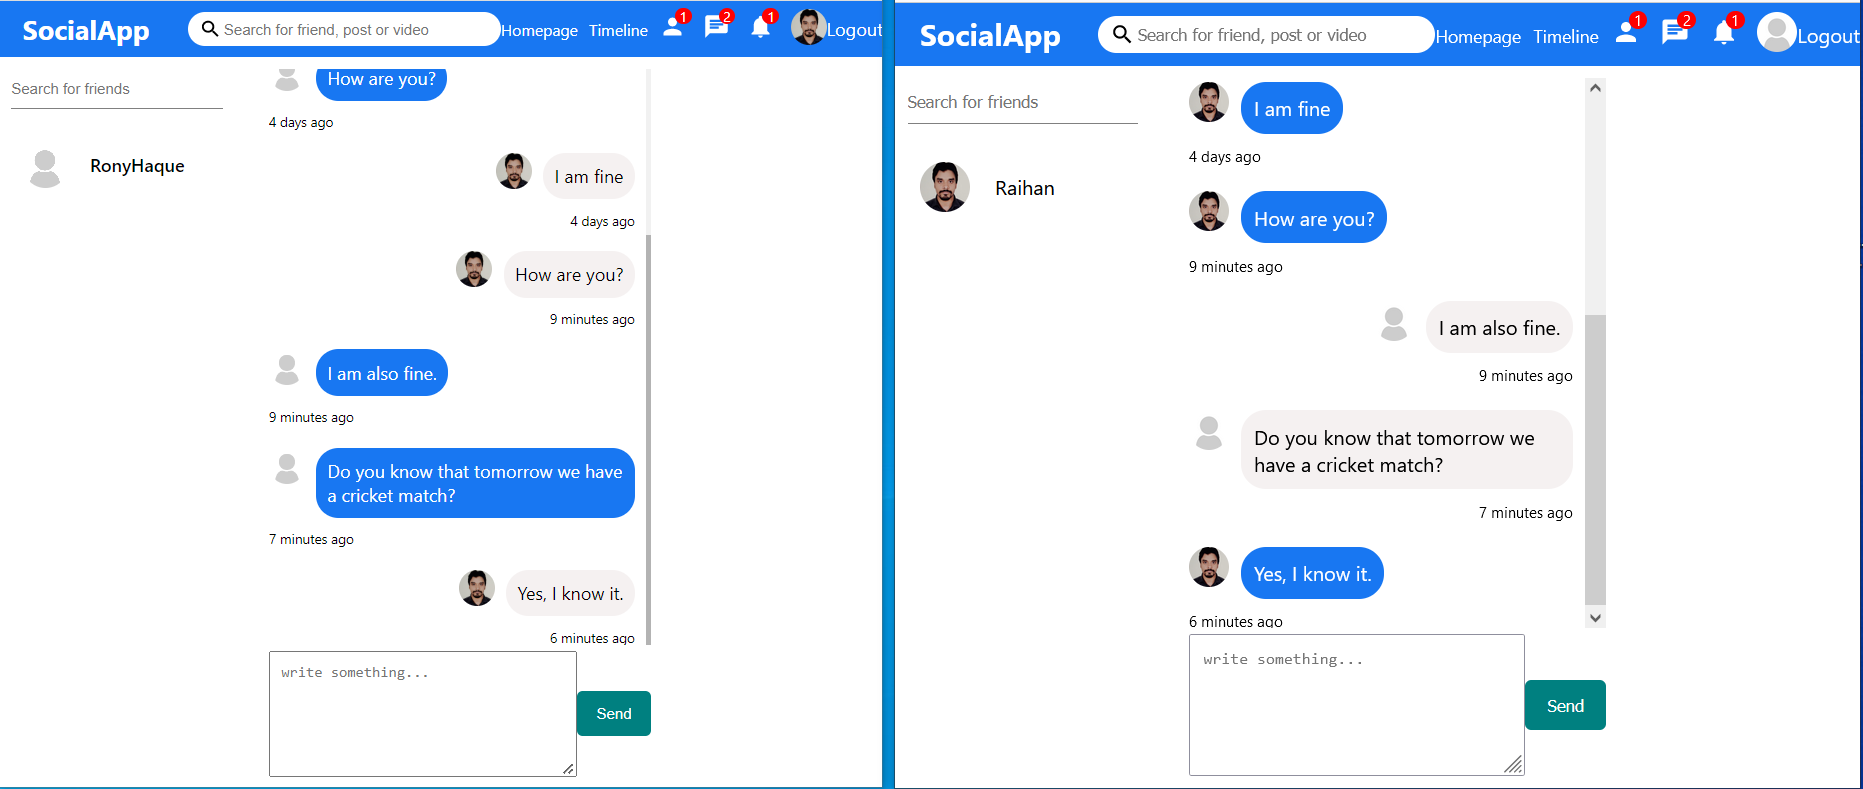 SocialApp
Search for friend, post or video
Homepage
Timeline
1
2
1
Logout
Search for friends
RonyHaque
How are you?
4 days ago
I am fine
4 days ago
How are you?
9 minutes ago
I am also fine.
9 minutes ago
Do you know that tomorrow we have
a cricket match?
7 minutes ago
Yes, I know it.
6 minutes ago
write something...
Send
SocialApp
Search for friend, post or video
Homepage
Timeline
1
2
1
Logout
Search for friends
Raihan
I am fine
4 days ago
How are you?
9 minutes ago
I am also fine.
9 minutes ago
Do you know that tomorrow we
have a cricket match?
7 minutes ago
Yes, I know it.
6 minutes ago
write something...
Send